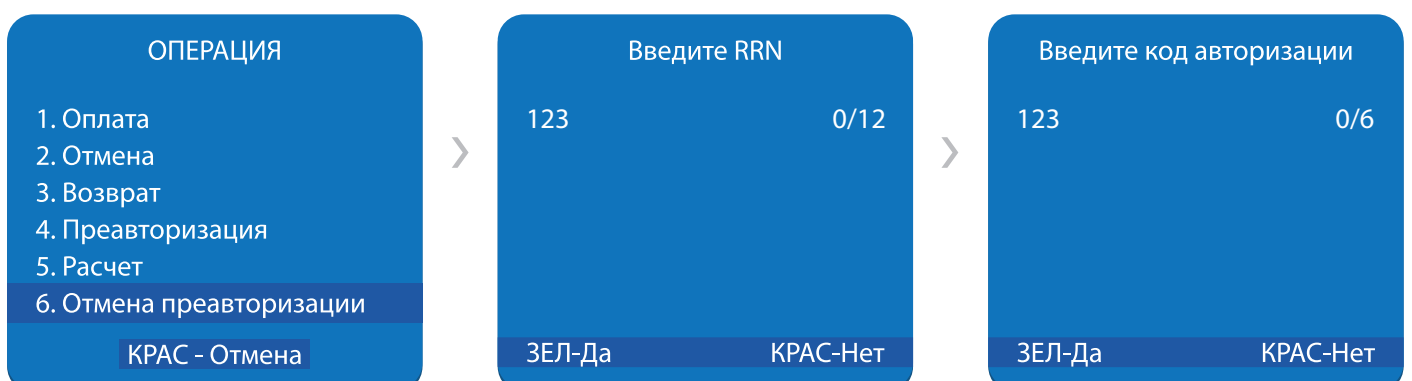 ОПЕРАЦИЯ
1. Оплата
2. Отмена
3. Возврат
4. Преавторизация
5. Расчет
6. Отмена преавторизации
КРАС - Отмена
Введите RRN
123 0/12
ЗЕЛ-Да КРАС-Нет
Введите код авторизации
123 0/6
ЗЕЛ-Да КРАС-Нет